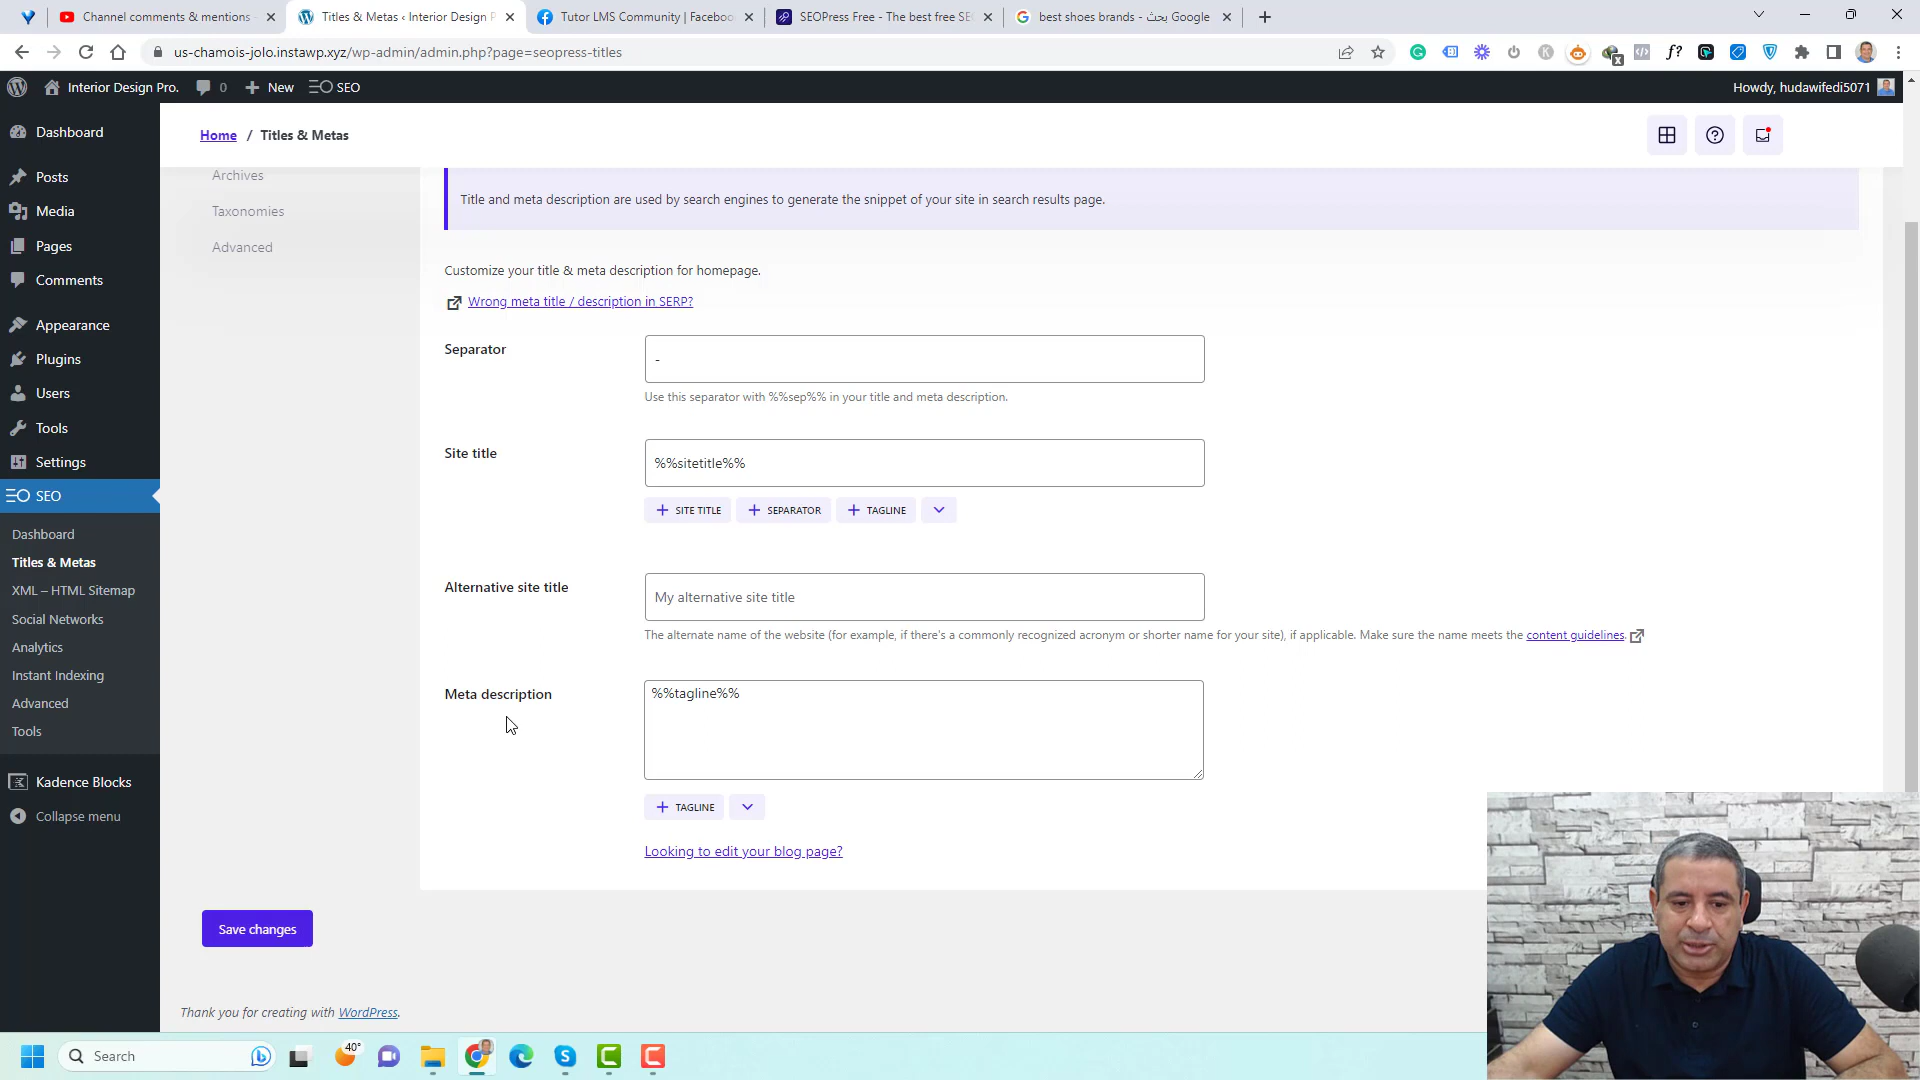 Channel comments & mentions -
Titles & Metas ‹ Interior Design P
Tutor LMS Community | Faceboo
SEOPress Free - The best free SE
best shoes brands - بحث Google
us-chamois-jolo.instawp.xyz/wp-admin/admin.php?page=seopress-titles
Interior Design Pro.
0
New
SEO
Howdy, hudawifedi5071
Home / Titles & Metas
Dashboard
Posts
Media
Pages
Comments
Appearance
Plugins
Users
Tools
Settings
SEO
Dashboard
Titles & Metas
XML – HTML Sitemap
Social Networks
Analytics
Instant Indexing
Advanced
Tools
Kadence Blocks
Collapse menu
Archives
Taxonomies
Advanced
Title and meta description are used by search engines to generate the snippet of your site in search results page.
Customize your title & meta description for homepage.
Wrong meta title / description in SERP?
Separator
-
Use this separator with %%sep%% in your title and meta description.
Site title
%%sitetitle%%
+ SITE TITLE
+ SEPARATOR
+ TAGLINE
Alternative site title
My alternative site title
The alternate name of the website (for example, if there's a commonly recognized acronym or shorter name for your site), if applicable. Make sure the name meets the content guidelines.
Meta description
%%tagline%%
+ TAGLINE
Looking to edit your blog page?
Save changes
Thank you for creating with WordPress.
Search
40°